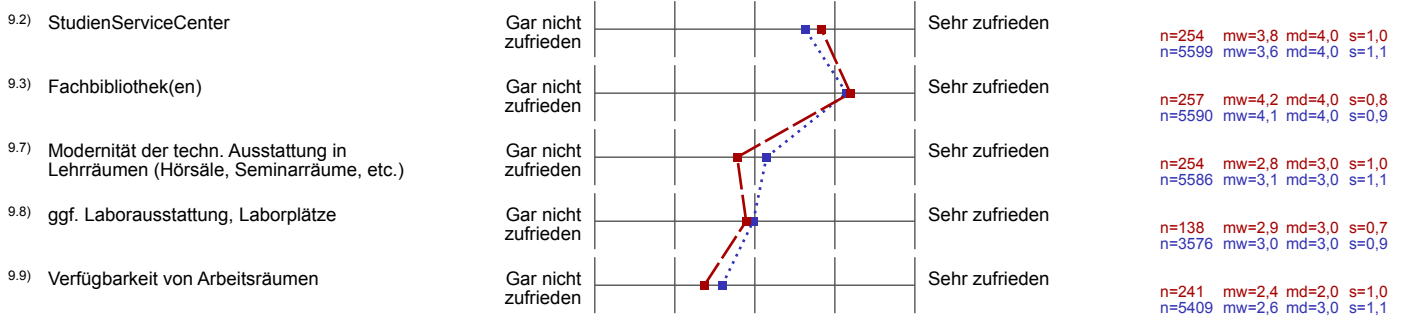 9.2) StudienServiceCenter
Gar nicht
zufrieden
Sehr zufrieden
n=254 mw=3,8 md=4,0 s=1,0
n=5599 mw=3,6 md=4,0 s=1,1
9.3) Fachbibliothek(en)
Gar nicht
zufrieden
Sehr zufrieden
n=257 mw=4,2 md=4,0 s=0,8
n=5590 mw=4,1 md=4,0 s=0,9
9.7) Modernität der techn. Ausstattung in
Lehrräumen (Hörsäle, Seminarräume, etc.)
Gar nicht
zufrieden
Sehr zufrieden
n=254 mw=2,8 md=3,0 s=1,0
n=5586 mw=3,1 md=3,0 s=1,1
9.8) ggf. Laborausstattung, Laborplätze
Gar nicht
zufrieden
Sehr zufrieden
n=138 mw=2,9 md=3,0 s=0,7
n=3576 mw=3,0 md=3,0 s=0,9
9.9) Verfügbarkeit von Arbeitsräumen
Gar nicht
zufrieden
Sehr zufrieden
n=241 mw=2,4 md=2,0 s=1,0
n=5409 mw=2,6 md=3,0 s=1,1